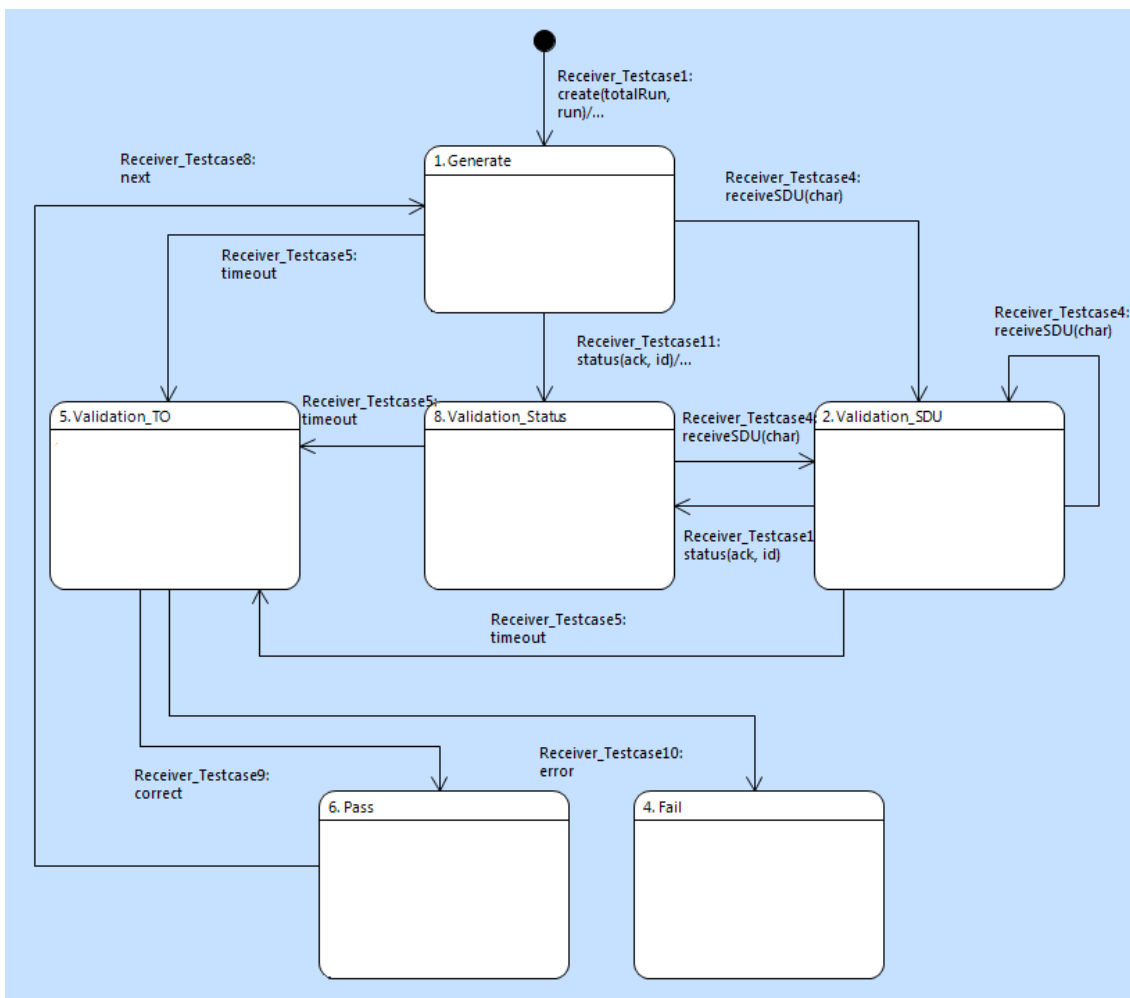 Receiver_Testcase1:
create(totalRun,
run)/...
Receiver_Testcase8:
next
1. Generate
Receiver_Testcase4:
receiveSDU(char)
Receiver_Testcase5:
timeout
Receiver_Testcase4:
receiveSDU(char)
Receiver_Testcase11:
status(ack, id)/...
5. Validation_TO
Receiver_Testcase5:
timeout
8. Validation_Status
Receiver_Testcase4:
receiveSDU(char)
2. Validation_SDU
Receiver_Testcase1
status(ack, id)
Receiver_Testcase5:
timeout
Receiver_Testcase9:
correct
Receiver_Testcase10:
error
6. Pass
4. Fail